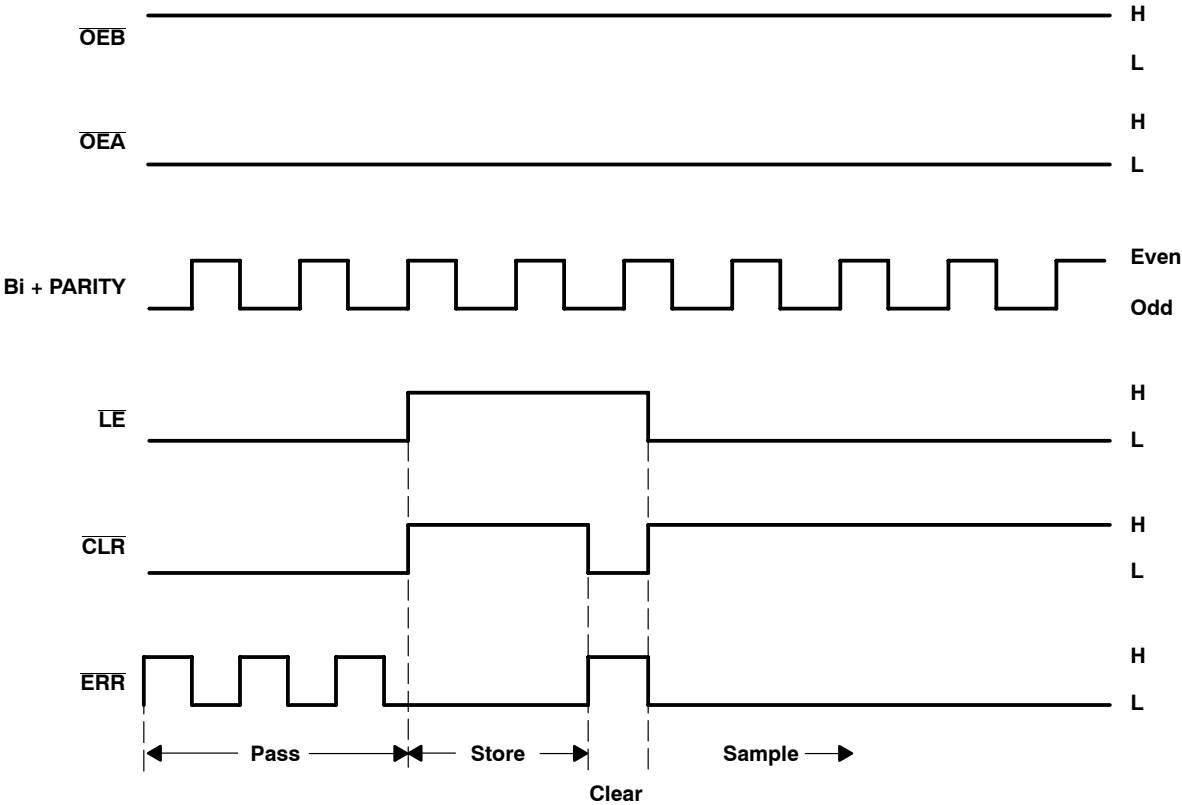 H
OEB
L
H
OEA
L
Even
Bi + PARITY
Odd
H
LE
L
H
CLR
L
H
ERR
L
Pass
Store
Sample
Clear